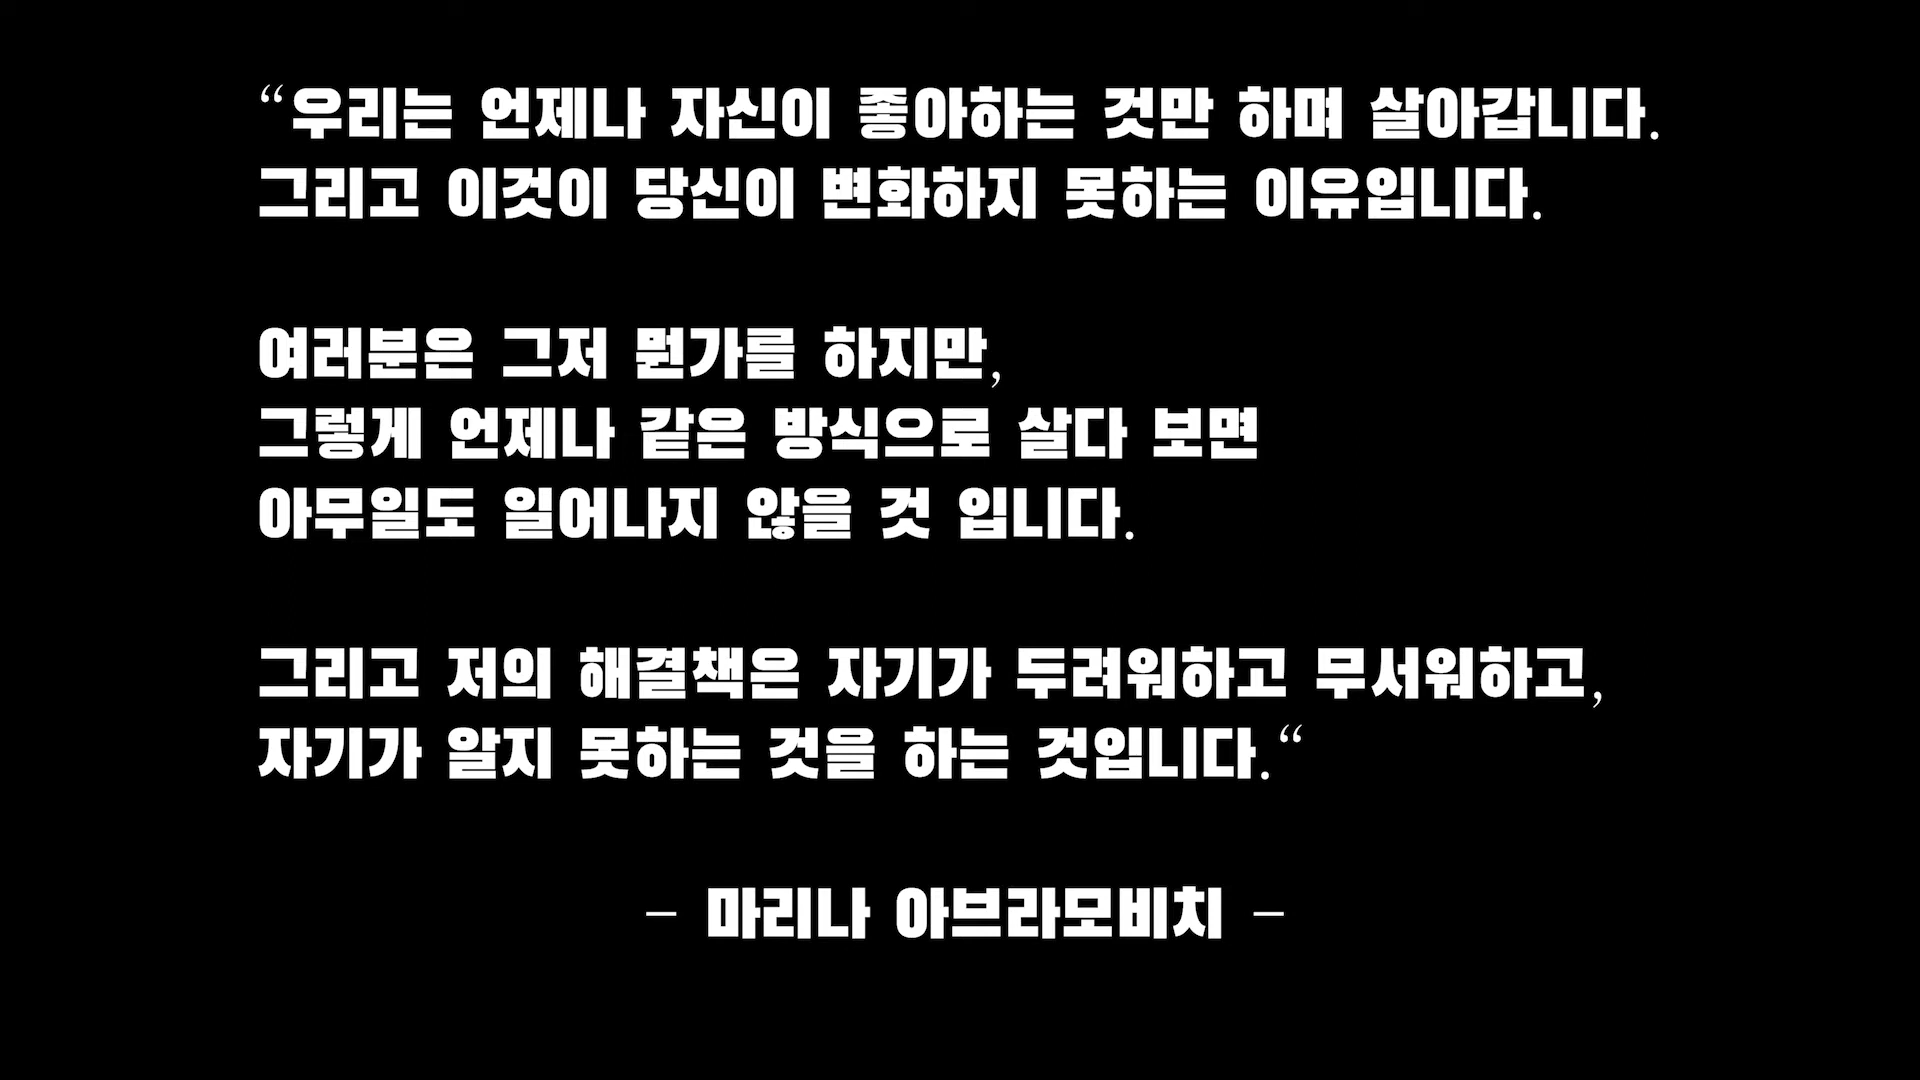 “우리는 언제나 자신이 좋아하는 것만 하며 살아갑니다.
그리고 이것이 당신이 변화하지 못하는 이유입니다.
여러분은 그저 뭔가를 하지만,
그렇게 언제나 같은 방식으로 살다 보면
아무일도 일어나지 않을 것 입니다.
그리고 저의 해결책은 자기가 두려워하고 무서워하고,
자기가 알지 못하는 것을 하는 것입니다.“
– 마리나 아브라모비치 –